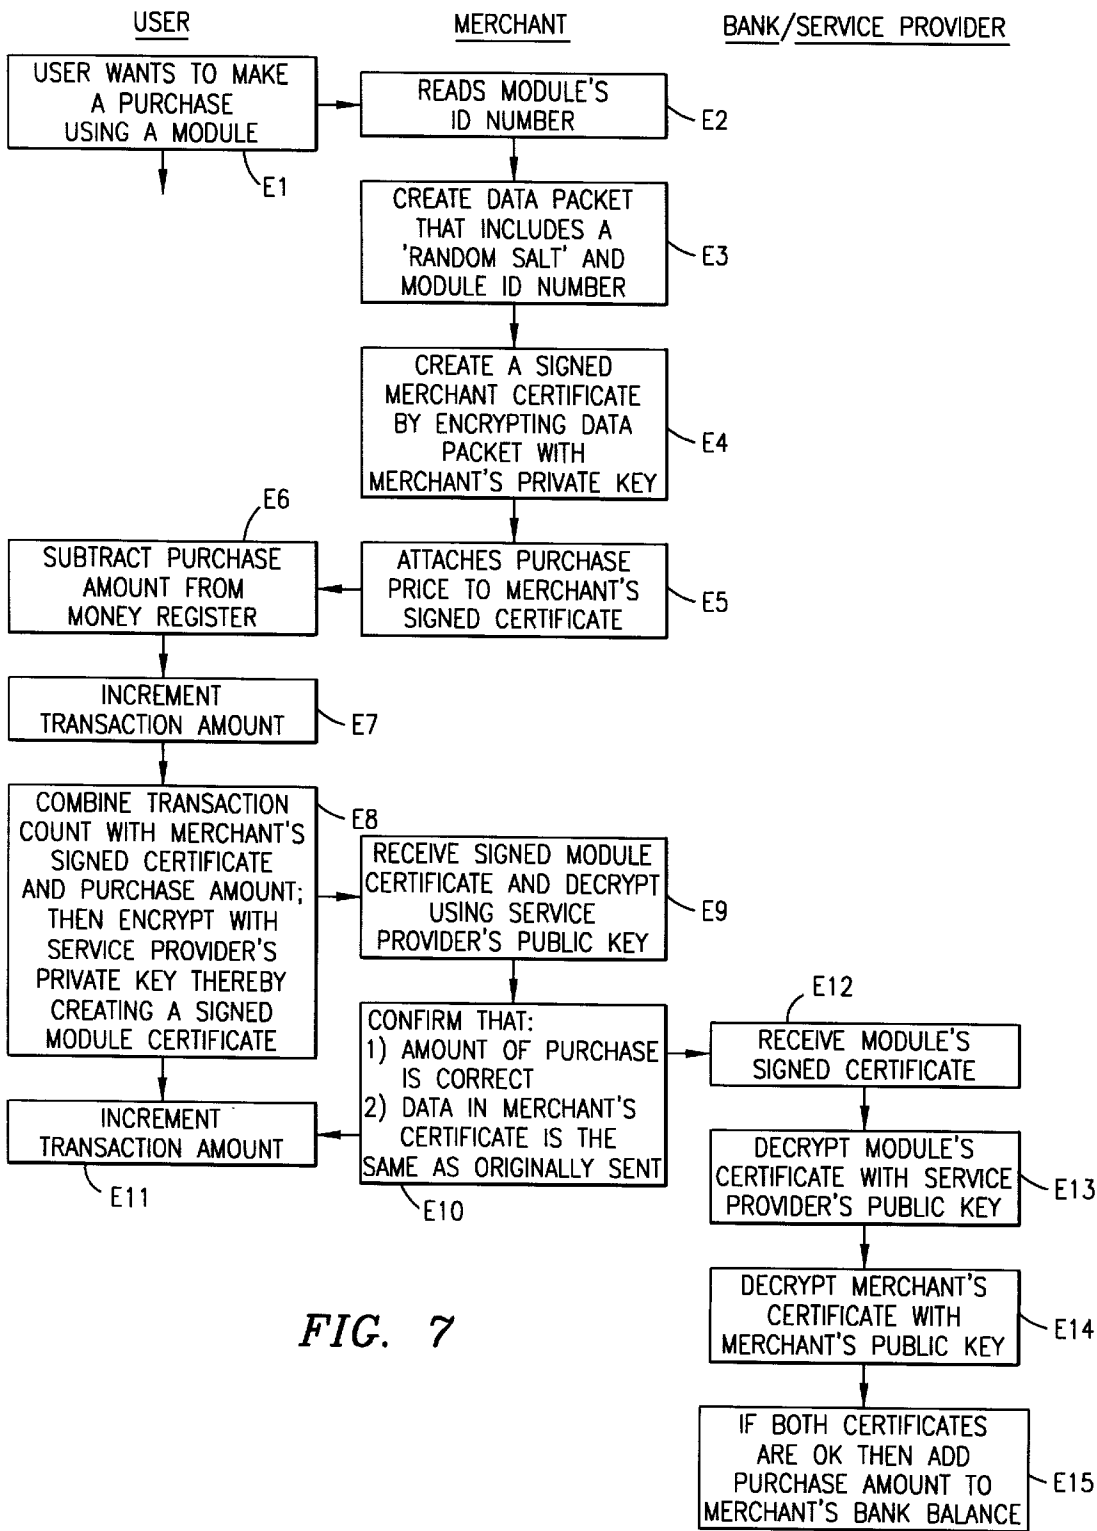 USER
MERCHANT
BANK/SERVICE PROVIDER
USER WANTS TO MAKE
A PURCHASE
USING A MODULE
E1
READS MODULE'S
ID NUMBER
E2
CREATE DATA PACKET
THAT INCLUDES A
'RANDOM SALT' AND
MODULE ID NUMBER
E3
CREATE A SIGNED
MERCHANT CERTIFICATE
BY ENCRYPTING DATA
PACKET WITH
MERCHANT'S PRIVATE KEY
E4
ATTACHES PURCHASE
PRICE TO MERCHANT'S
SIGNED CERTIFICATE
E5
E6
SUBTRACT PURCHASE
AMOUNT FROM
MONEY REGISTER
INCREMENT
TRANSACTION AMOUNT
E7
COMBINE TRANSACTION
COUNT WITH MERCHANT'S
SIGNED CERTIFICATE
AND PURCHASE AMOUNT;
THEN ENCRYPT WITH
SERVICE PROVIDER'S
PRIVATE KEY THEREBY
CREATING A SIGNED
MODULE CERTIFICATE
E8
RECEIVE SIGNED MODULE
CERTIFICATE AND DECRYPT
USING SERVICE
PROVIDER'S PUBLIC KEY
E9
CONFIRM THAT:
1) AMOUNT OF PURCHASE
IS CORRECT
2) DATA IN MERCHANT'S
CERTIFICATE IS THE
SAME AS ORIGINALLY SENT
E10
INCREMENT
TRANSACTION AMOUNT
E11
E12
RECEIVE MODULE'S
SIGNED CERTIFICATE
DECRYPT MODULE'S
CERTIFICATE WITH SERVICE
PROVIDER'S PUBLIC KEY
E13
DECRYPT MERCHANT'S
CERTIFICATE WITH
MERCHANT'S PUBLIC KEY
E14
IF BOTH CERTIFICATES
ARE OK THEN ADD
PURCHASE AMOUNT TO
MERCHANT'S BANK BALANCE
E15
FIG. 7